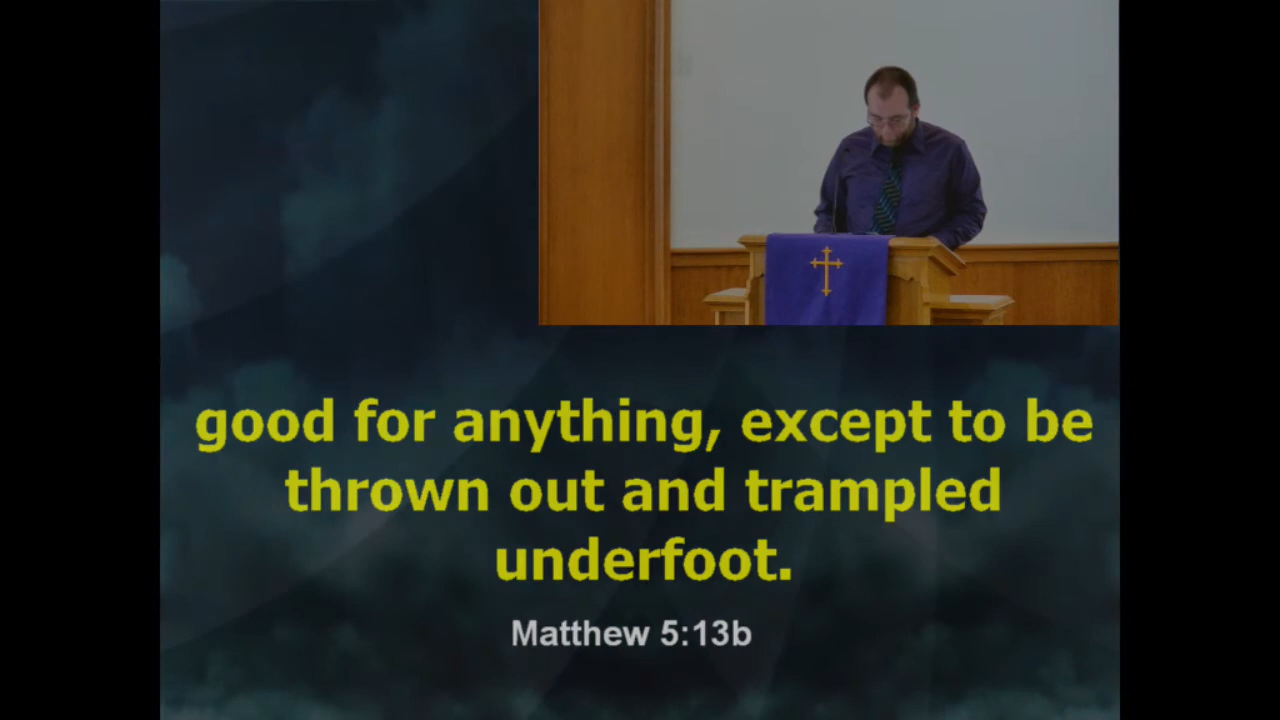 good for anything, except to be
thrown out and trampled
underfoot.
Matthew 5:13b